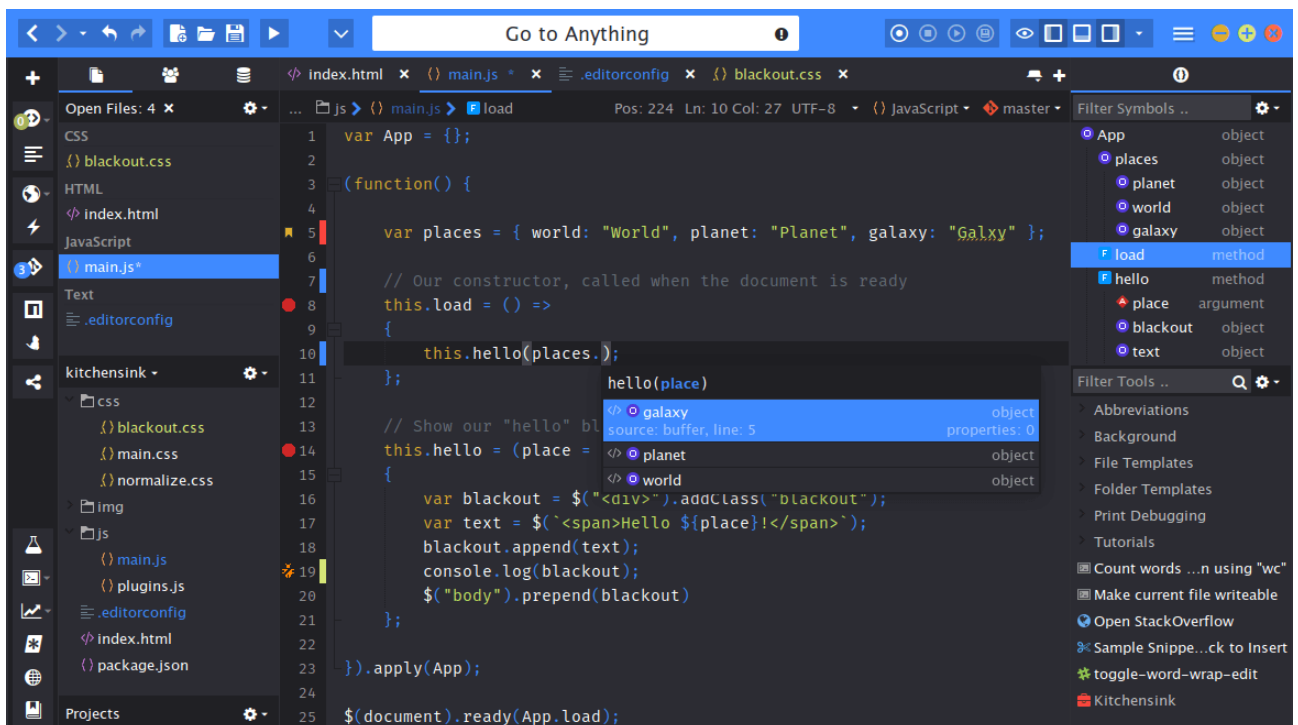 Go to Anything
index.html
main.js *
.editorconfig
blackout.css
Open Files: 4
CSS
blackout.css
HTML
index.html
JavaScript
main.js*
Text
.editorconfig
kitchensink
css
blackout.css
main.css
normalize.css
img
js
main.js
plugins.js
.editorconfig
index.html
package.json
Projects
0
3
... js main.js load Pos: 224 Ln: 10 Col: 27 UTF-8 JavaScript master
1 var App = {};
2
3 (function() {
4
5 var places = { world: "World", planet: "Planet", galaxy: "Galxy" };
6
7 // Our constructor, called when the document is ready
8 this.load = () =>
9 {
10 this.hello(places.);
11 };
12
13 // Show our "hello" bl
14 this.hello = (place =
15 {
16 var blackout = $("<div>").addClass("blackout");
17 var text = $(`<span>Hello ${place}!</span>`);
18 blackout.append(text);
19 console.log(blackout);
20 $("body").prepend(blackout)
21 };
22
23 }).apply(App);
24
25 $(document).ready(App.load);
hello(place)
galaxy object
source: buffer, line: 5 properties: 0
planet object
world object
Filter Symbols ..
App object
places object
planet object
world object
galaxy object
load method
hello method
place argument
blackout object
text object
Filter Tools ..
Abbreviations
Background
File Templates
Folder Templates
Print Debugging
Tutorials
Count words ...n using "wc"
Make current file writeable
Open StackOverflow
Sample Snippe...ck to Insert
toggle-word-wrap-edit
Kitchensink